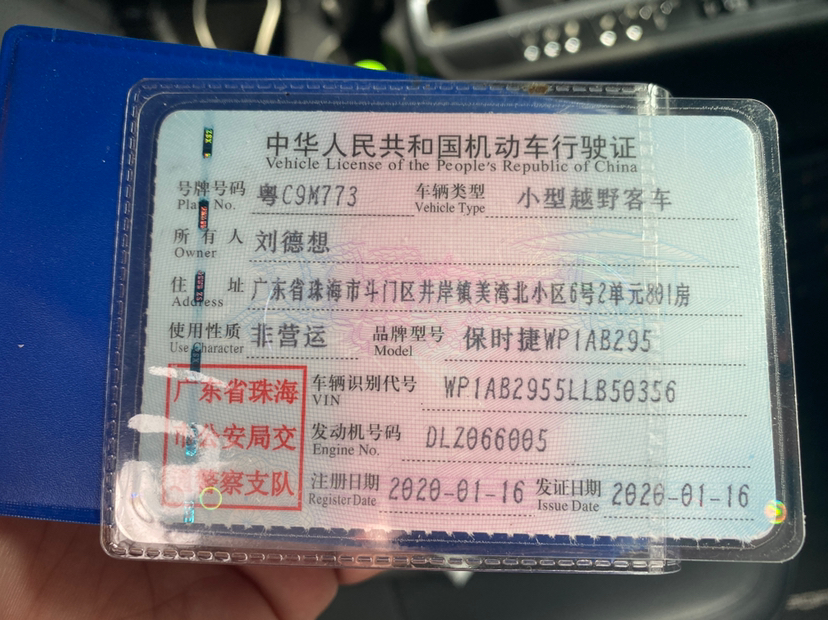 中华人民共和国机动车行驶证
Vehicle License of the People's Republic of China
号牌号码 粤C9M773 车辆类型 小型越野客车
Plate No. Vehicle Type
所有人 刘德想
Owner
住址 广东省珠海市斗门区井岸镇美湾北小区6号2单元801房
Address
使用性质 非营运 品牌型号 保时捷WP1AB295
Use Character Model
广东省珠海 车辆识别代号 WP1AB2955LLB50356
VIN
市公安局交 发动机号码 DLZ066005
Engine No.
警察支队 注册日期 2020-01-16 发证日期 2020-01-16
Register Date Issue Date